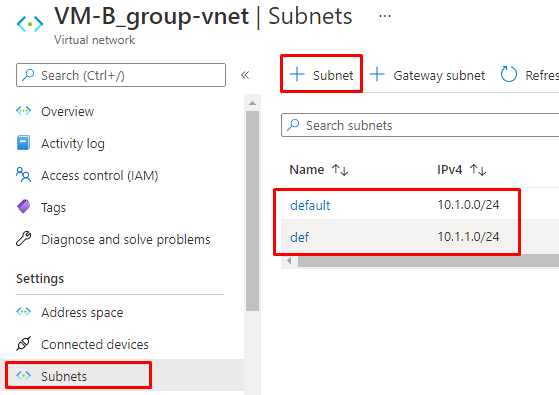 VM-B_group-vnet | Subnets ...
Virtual network
Search (Ctrl+/)
«
Overview
Activity log
Access control (IAM)
Tags
Diagnose and solve problems
Settings
Address space
Connected devices
Subnets
+ Subnet + Gateway subnet Refres
Search subnets
Name ↑↓ IPv4 ↑↓
default 10.1.0.0/24
def 10.1.1.0/24